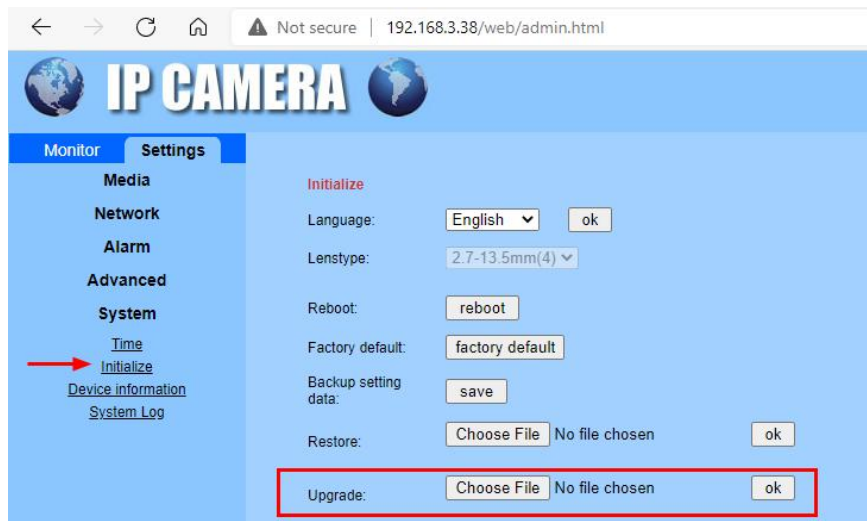 Not secure | 192.168.3.38/web/admin.html
IP CAMERA
Monitor Settings
Media
Network
Alarm
Advanced
System
Time
Initialize
Device information
System Log
Initialize
Language: English ok
Lenstype: 2.7-13.5mm(4)
Reboot: reboot
Factory default: factory default
Backup setting
data: save
Restore: Choose File No file chosen ok
Upgrade: Choose File No file chosen ok